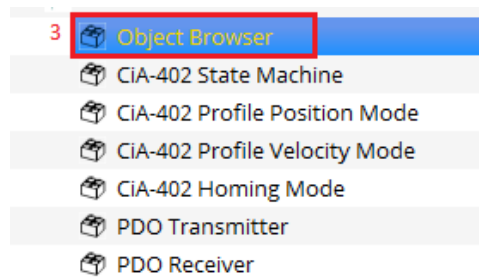 3 Object Browser
CiA-402 State Machine
CiA-402 Profile Position Mode
CiA-402 Profile Velocity Mode
CiA-402 Homing Mode
PDO Transmitter
PDO Receiver